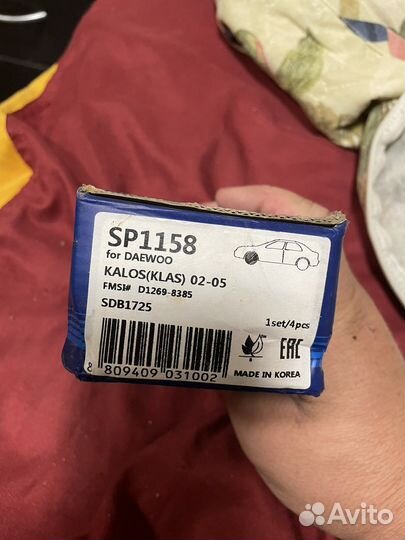 SP1158
for DAEWOO
KALOS(KLAS) 02-05
FMSI# D1269-8385
SDB1725
1set/4pcs
8 809409 031002
EAC
MADE IN KOREA
Avito